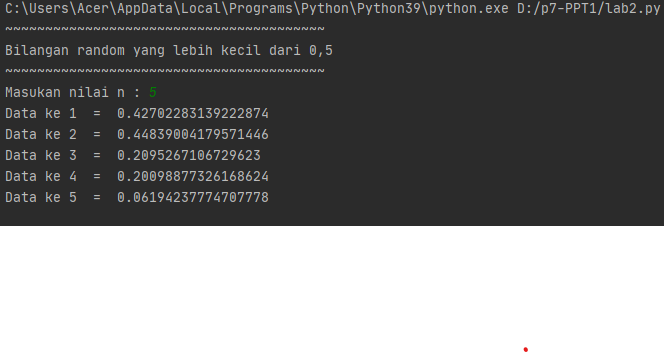 C:\Users\Acer\AppData\Local\Programs\Python\Python39\python.exe D:/p7-PPT1/lab2.py
~~~~~~~~~~~~~~~~~~~~~~~~~~~~~~~~~~~~~~~~
Bilangan random yang lebih kecil dari 0,5
~~~~~~~~~~~~~~~~~~~~~~~~~~~~~~~~~~~~~~~~
Masukan nilai n : 5
Data ke 1  =  0.42702283139222874
Data ke 2  =  0.44839004179571446
Data ke 3  =  0.2095267106729623
Data ke 4  =  0.20098877326168624
Data ke 5  =  0.06194237774707778